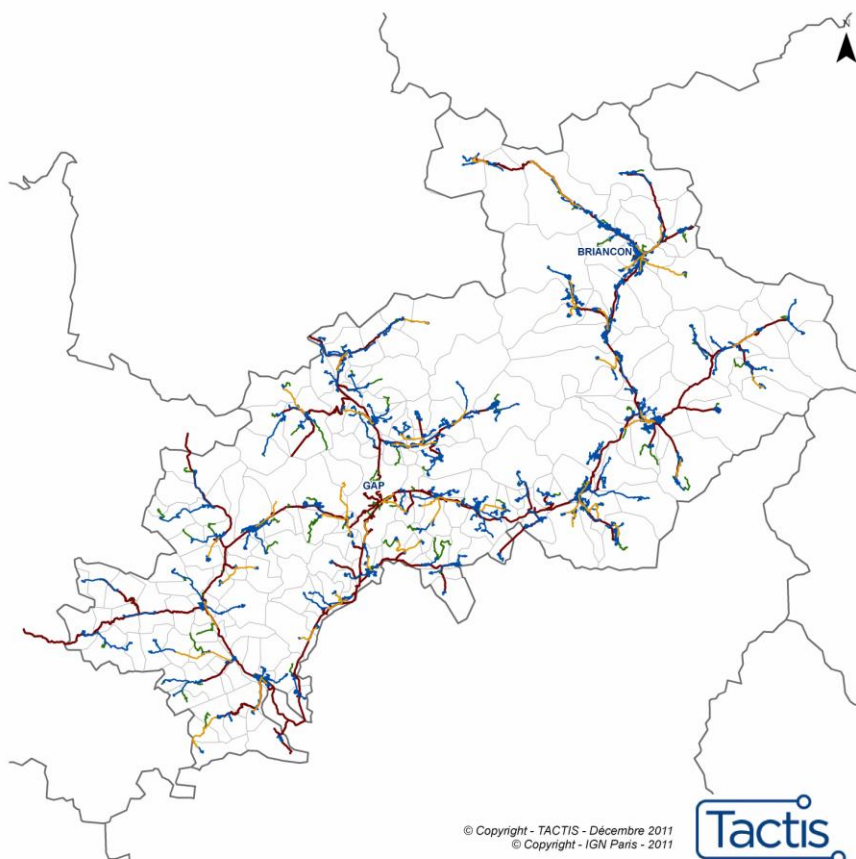 N
BRIANCON
GAP
© Copyright - TACTIS - Décembre 2011
© Copyright - IGN Paris - 2011
Tactis